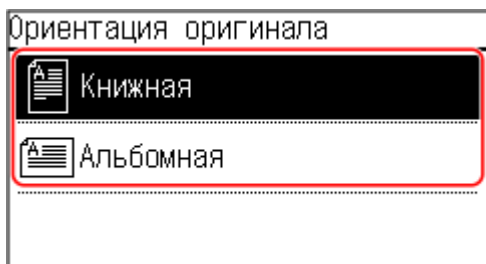 Ориентация оригинала
Книжная
Альбомная